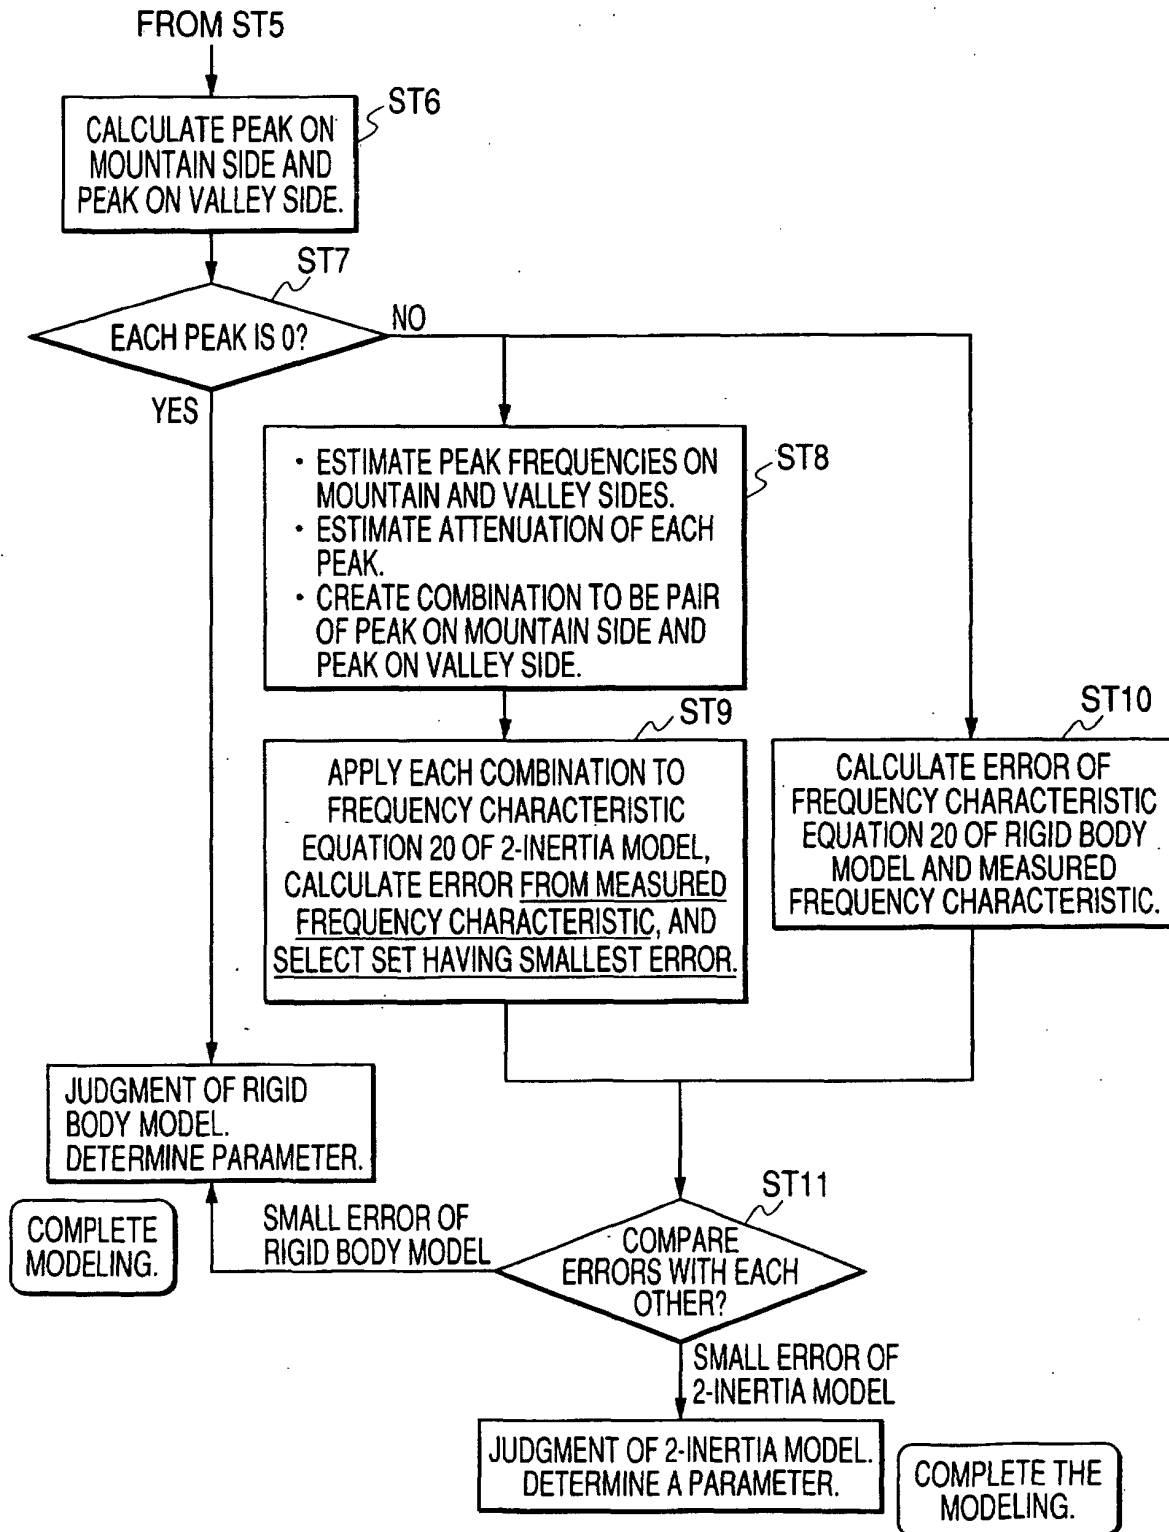 FROM ST5
ST6
CALCULATE PEAK ON
MOUNTAIN SIDE AND
PEAK ON VALLEY SIDE.
ST7
EACH PEAK IS 0?
NO
YES
ST8
• ESTIMATE PEAK FREQUENCIES ON
MOUNTAIN AND VALLEY SIDES.
• ESTIMATE ATTENUATION OF EACH
PEAK.
• CREATE COMBINATION TO BE PAIR
OF PEAK ON MOUNTAIN SIDE AND
PEAK ON VALLEY SIDE.
ST9
APPLY EACH COMBINATION TO
FREQUENCY CHARACTERISTIC
EQUATION 20 OF 2-INERTIA MODEL,
CALCULATE ERROR FROM MEASURED
FREQUENCY CHARACTERISTIC, AND
SELECT SET HAVING SMALLEST ERROR.
ST10
CALCULATE ERROR OF
FREQUENCY CHARACTERISTIC
EQUATION 20 OF RIGID BODY
MODEL AND MEASURED
FREQUENCY CHARACTERISTIC.
JUDGMENT OF RIGID
BODY MODEL.
DETERMINE PARAMETER.
COMPLETE
MODELING.
SMALL ERROR OF
RIGID BODY MODEL
ST11
COMPARE
ERRORS WITH EACH
OTHER?
SMALL ERROR OF
2-INERTIA MODEL
JUDGMENT OF 2-INERTIA MODEL.
DETERMINE A PARAMETER.
COMPLETE THE
MODELING.